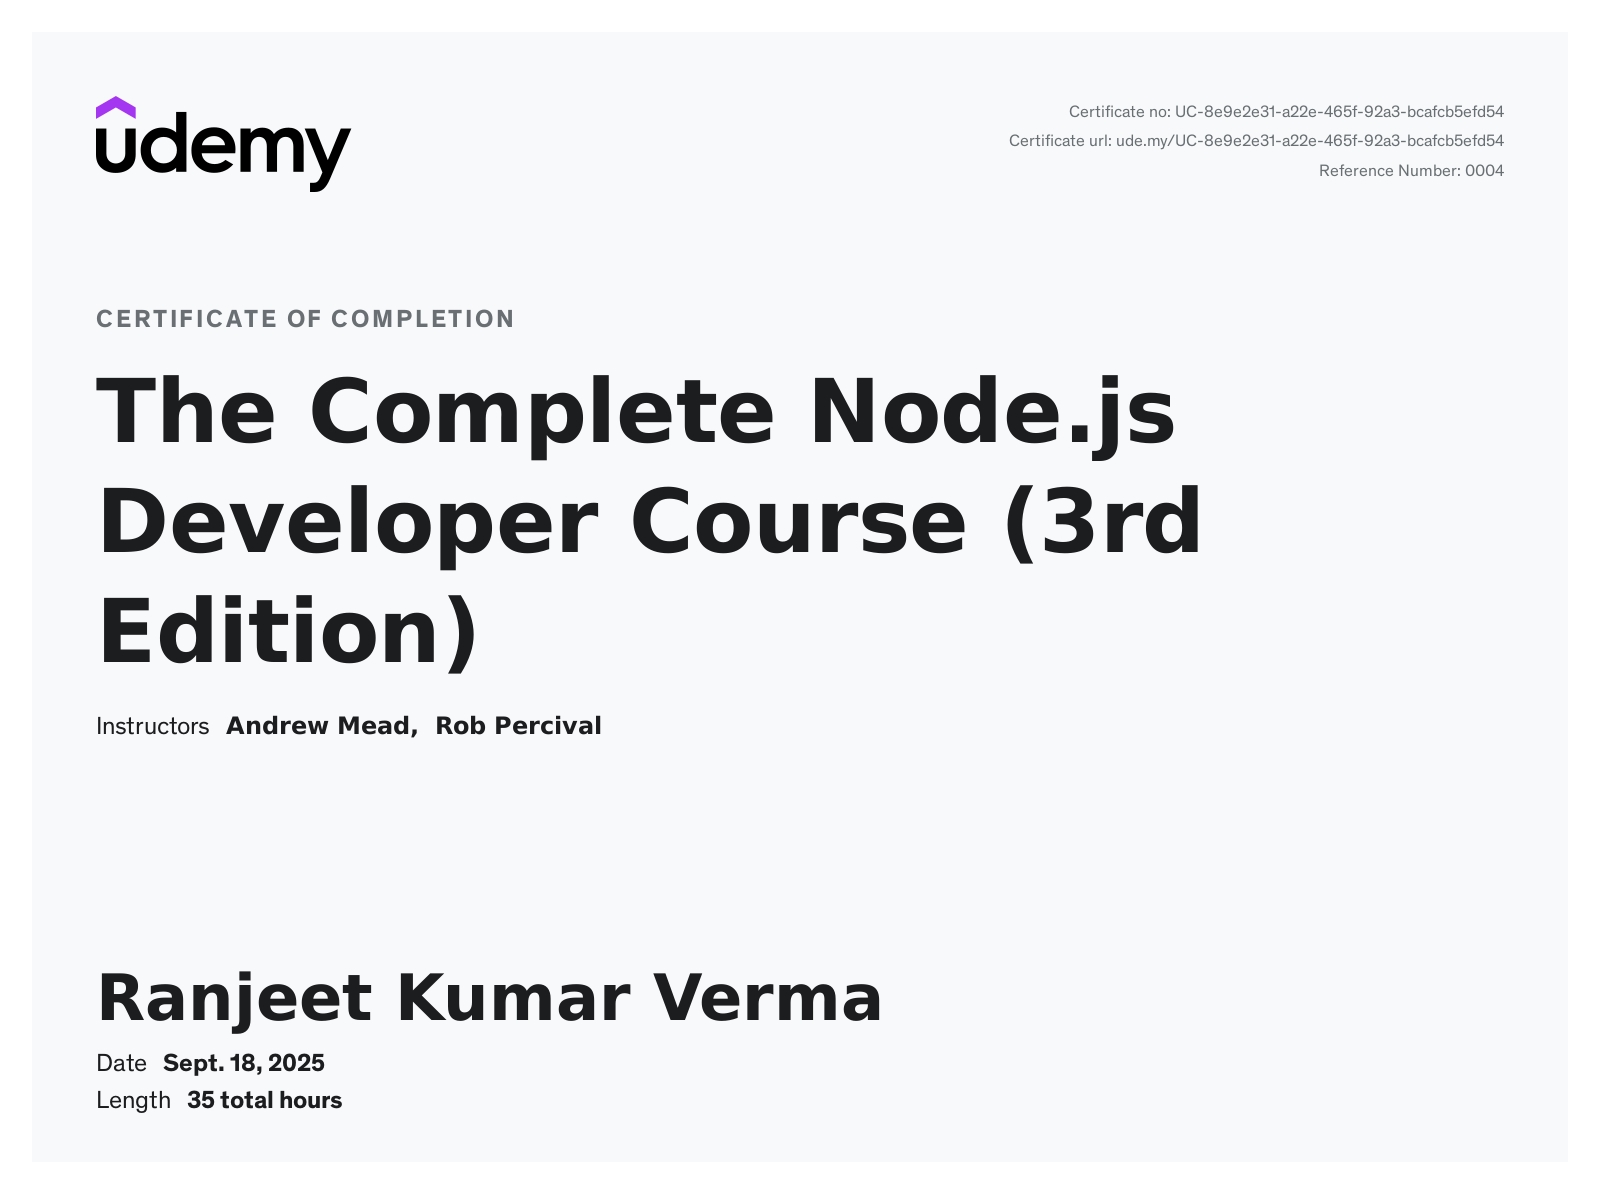 udemy
Certificate no: UC-8e9e2e31-a22e-465f-92a3-bcafcb5efd54
Certificate url: ude.my/UC-8e9e2e31-a22e-465f-92a3-bcafcb5efd54
Reference Number: 0004
CERTIFICATE OF COMPLETION
The Complete Node.js
Developer Course (3rd
Edition)
Instructors Andrew Mead, Rob Percival
Ranjeet Kumar Verma
Date Sept. 18, 2025
Length 35 total hours